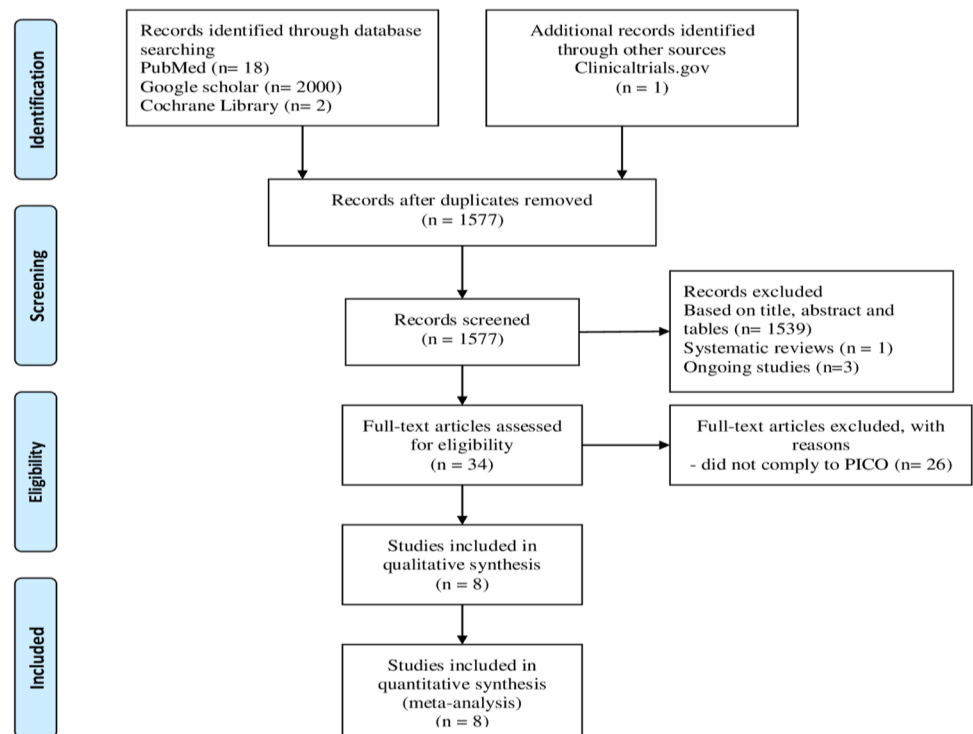 Identification
Records identified through database
searching
PubMed (n= 18)
Google scholar (n= 2000)
Cochrane Library (n= 2)
Additional records identified
through other sources
Clinicaltrials.gov
(n = 1)
Records after duplicates removed
(n = 1577)
Screening
Records screened
(n = 1577)
Records excluded
Based on title, abstract and
tables (n= 1539)
Systematic reviews (n = 1)
Ongoing studies (n=3)
Eligibility
Full-text articles assessed
for eligibility
(n = 34)
Full-text articles excluded, with
reasons
- did not comply to PICO (n= 26)
Studies included in
qualitative synthesis
(n = 8)
Included
Studies included in
quantitative synthesis
(meta-analysis)
(n = 8)